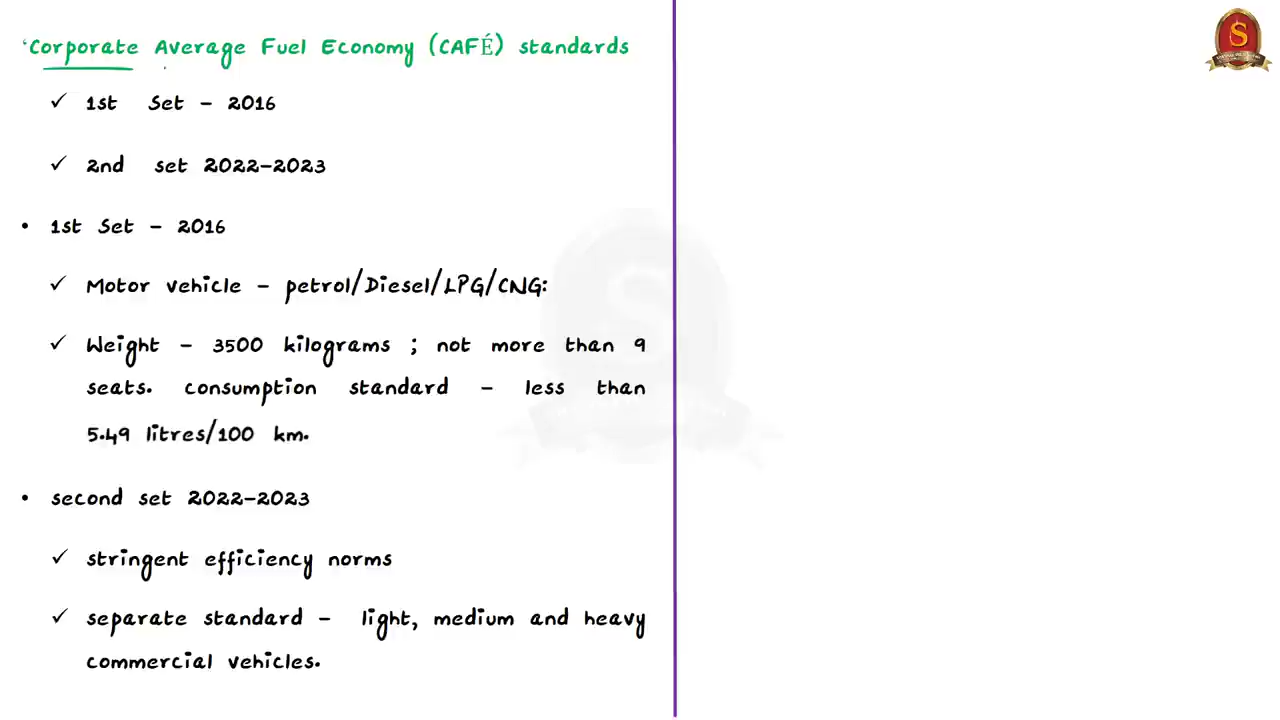 ‘Corporate Average Fuel Economy (CAFÉ) standards
✓ 1st Set – 2016
✓ 2nd set 2022-2023
• 1st Set – 2016
✓ Motor vehicle – petrol/Diesel/LPG/CNG:
✓ Weight – 3500 kilograms ; not more than 9
seats. consumption standard – less than
5.49 litres/100 km.
• second set 2022-2023
✓ stringent efficiency norms
✓ separate standard – light, medium and heavy
commercial vehicles.
S